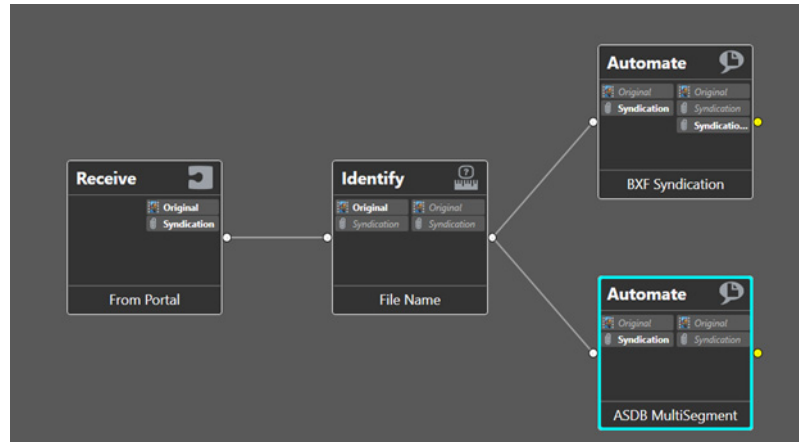 Receive
Original
Syndication
From Portal
Identify
?
Original Original
Syndication Syndication
File Name
Automate
Original Original
Syndication Syndication
Syndicatio...
BXF Syndication
Automate
Original Original
Syndication Syndication
ASDB MultiSegment